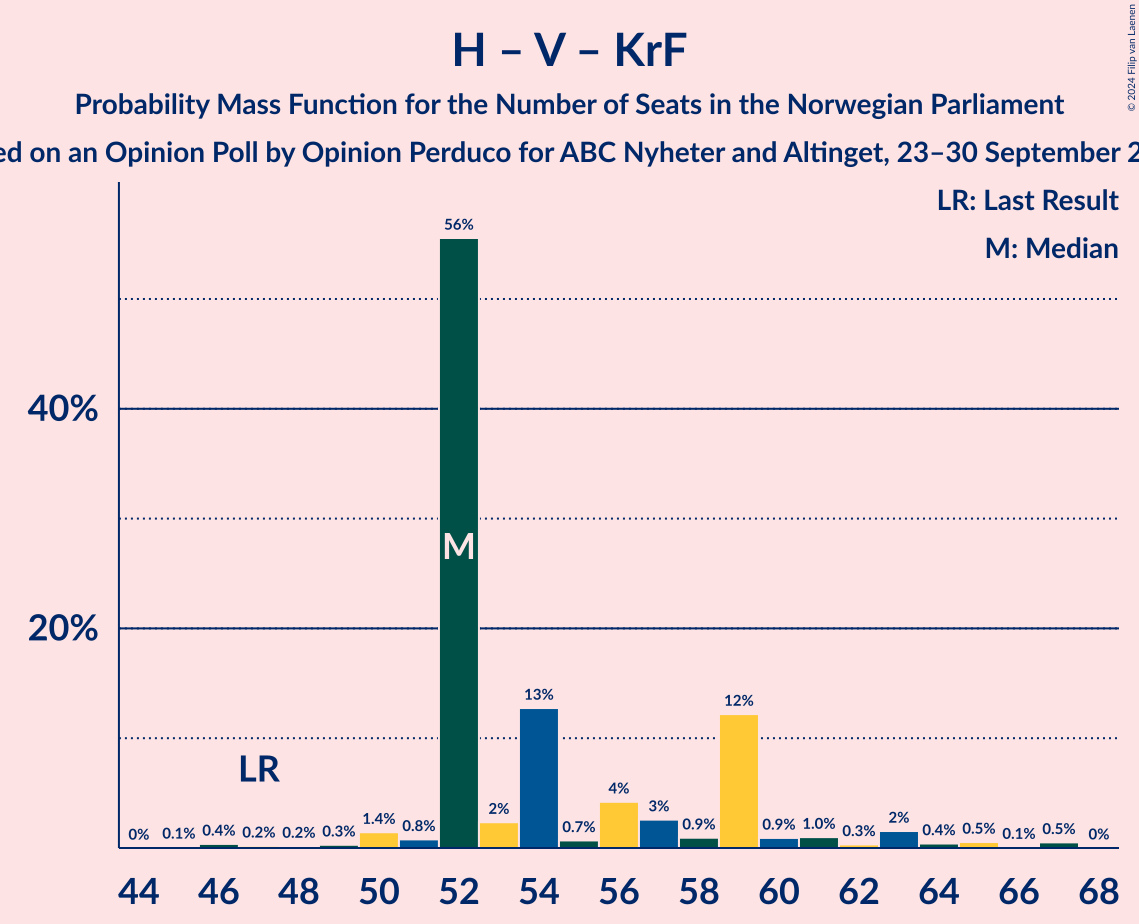 H – V – KrF
Probability Mass Function for the Number of Seats in the Norwegian Parliament
on an Opinion Poll by Opinion Perduco for ABC Nyheter and Altinget, 23–30 September
© 2024 Filip van Laenen
LR: Last Result
M: Median
56%
40%
M
20%
13%
12%
LR
0% 0.1% 0.4% 0.2% 0.2% 0.3% 1.4% 0.8% 2% 0.7% 4% 3% 0.9% 0.9% 1.0% 0.3% 2% 0.4% 0.5% 0.1% 0.5% 0%
44 46 48 50 52 54 56 58 60 62 64 66 68